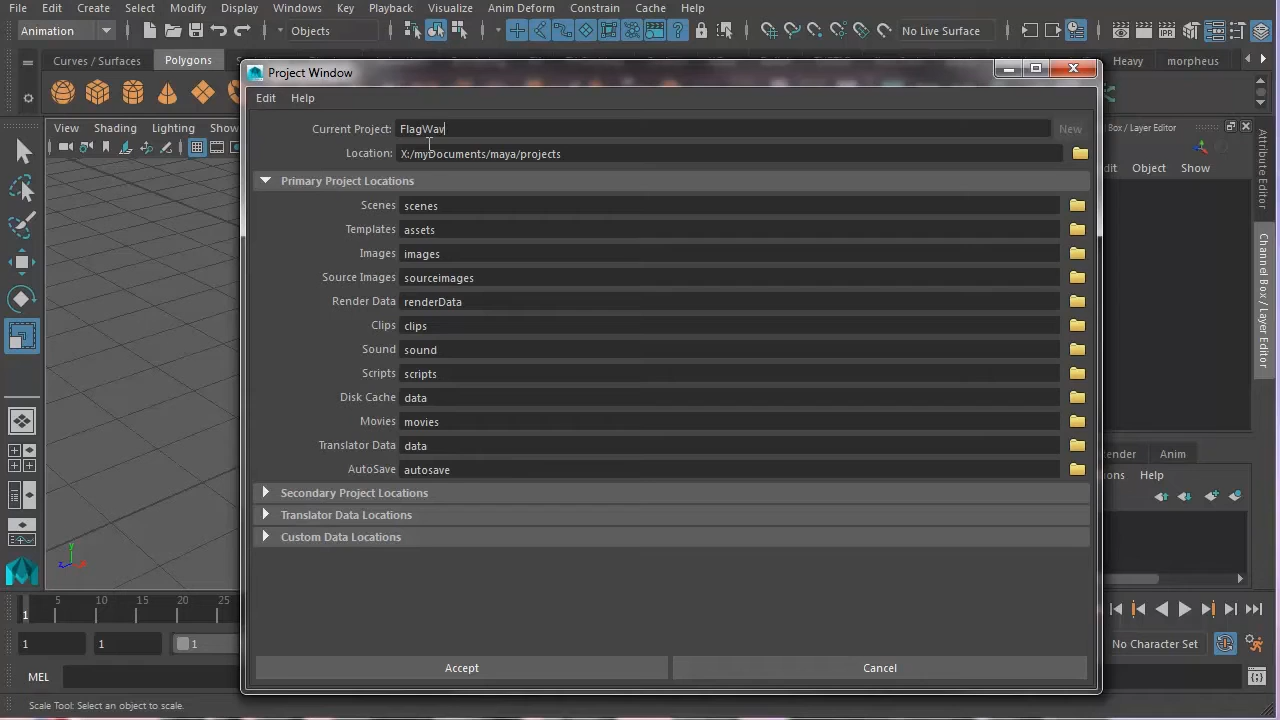 File Edit Create Select Modify Display Windows Key Playback Visualize Anim Deform Constrain Cache Help
Animation Objects No Live Surface
Curves / Surfaces Polygons Heavy morpheus
Project Window
Edit Help
View Shading Lighting Show
Current Project: FlagWav New
Location: X:/myDocuments/maya/projects
Primary Project Locations
Scenes scenes
Templates assets
Images images
Source Images sourceimages
Render Data renderData
Clips clips
Sound sound
Scripts scripts
Disk Cache data
Movies movies
Translator Data data
AutoSave autosave
Secondary Project Locations
Translator Data Locations
Custom Data Locations
Accept Cancel
/ Layer Editor
dit Object Show
Attribute Editor
Channel Box / Layer Editor
ender Anim
ons Help
y
z
1 5 10 15 20 25
1 1 1 No Character Set
MEL
Scale Tool: Select an object to scale.